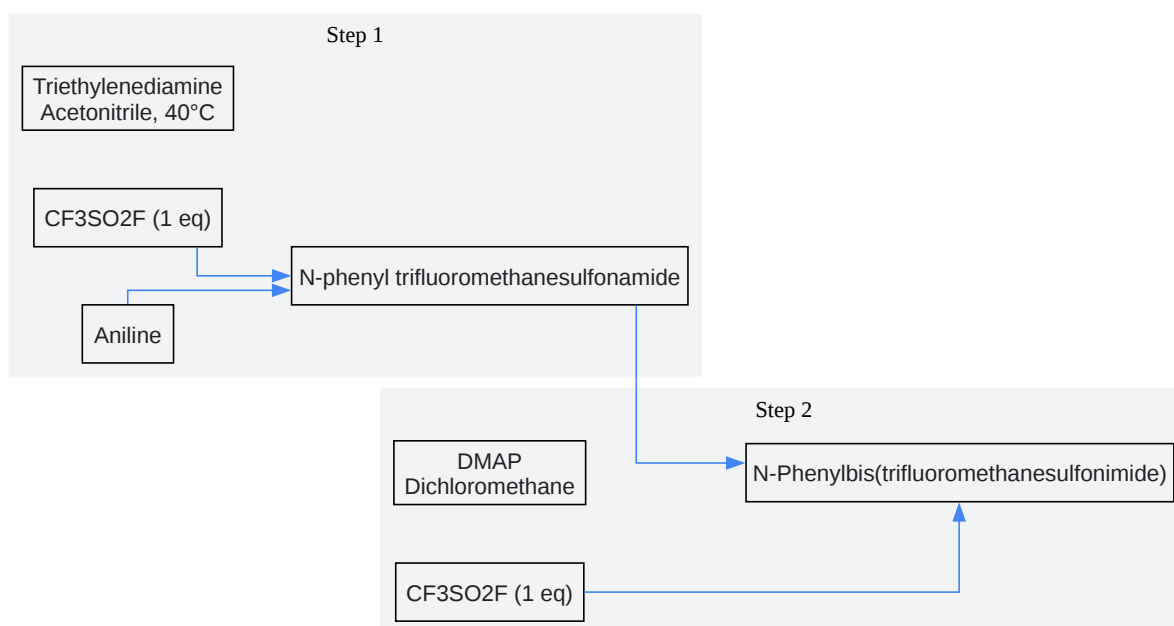 Step 1
Triethylenediamine
Acetonitrile, 40°C
CF3SO2F (1 eq)
N-phenyl trifluoromethanesulfonamide
Aniline
Step 2
DMAP
Dichloromethane
N-Phenylbis(trifluoromethanesulfonimide)
CF3SO2F (1 eq)